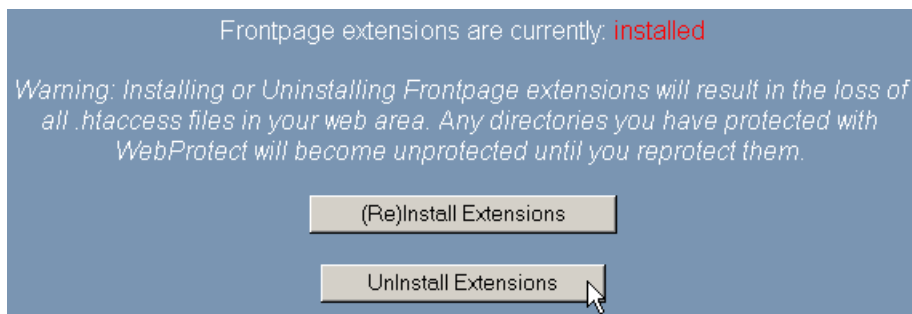 Frontpage extensions are currently: installed
Warning: Installing or Uninstalling Frontpage extensions will result in the loss of
all .htaccess files in your web area. Any directories you have protected with
WebProtect will become unprotected until you reprotect them.
(Re)Install Extensions
UnInstall Extensions